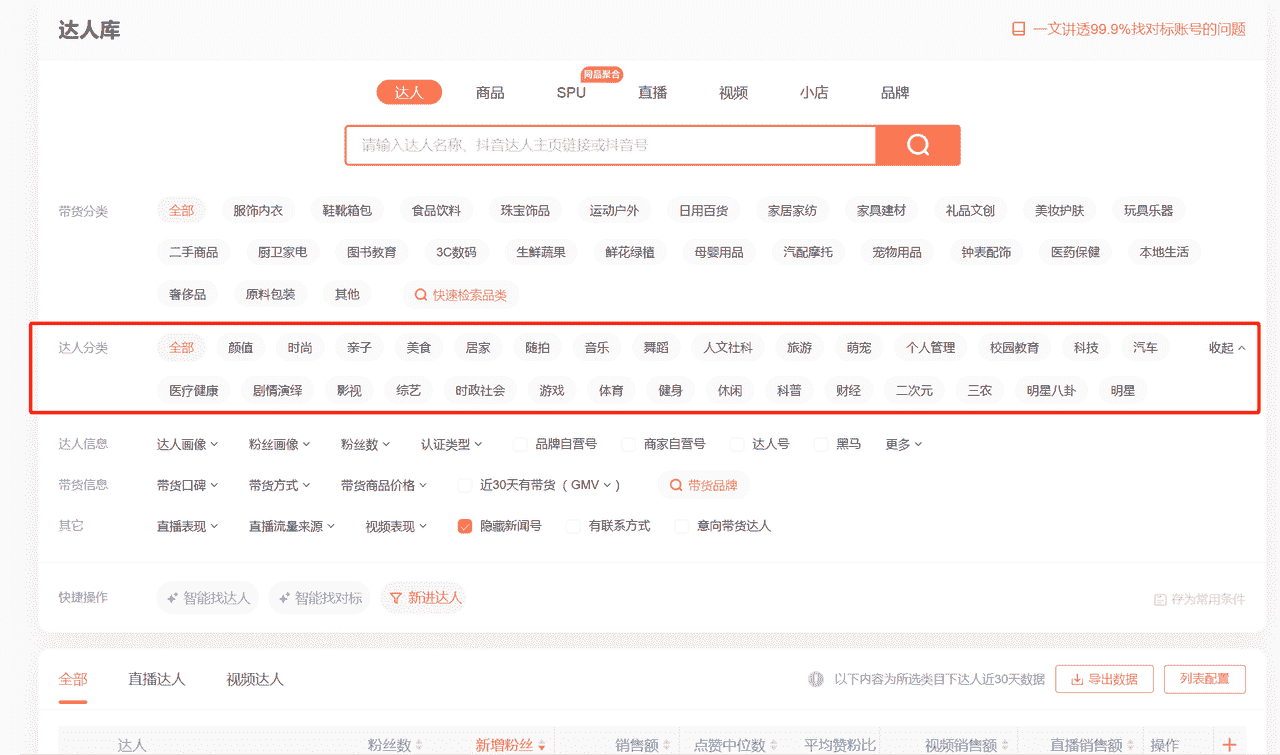 达人库
一文讲透99.9%找对标账号的问题
同品聚合
达人 商品 SPU 直播 视频 小店 品牌
请输入达人名称、抖音达人主页链接或抖音号
带货分类 全部 服饰内衣 鞋靴箱包 食品饮料 珠宝饰品 运动户外 日用百货 家居家纺 家具建材 礼品文创 美妆护肤 玩具乐器
二手商品 厨卫家电 图书教育 3C数码 生鲜蔬果 鲜花绿植 母婴用品 汽配摩托 宠物用品 钟表配饰 医药保健 本地生活
奢侈品 原料包装 其他 快速检索品类
达人分类 全部 颜值 时尚 亲子 美食 居家 随拍 音乐 舞蹈 人文社科 旅游 萌宠 个人管理 校园教育 科技 汽车 收起
医疗健康 剧情演绎 影视 综艺 时政社会 游戏 体育 健身 休闲 科普 财经 二次元 三农 明星八卦 明星
达人信息 达人画像 粉丝画像 粉丝数 认证类型 品牌自营号 商家自营号 达人号 黑马 更多
带货信息 带货口碑 带货方式 带货商品价格 近30天有带货（GMV ） 带货品牌
其它 直播表现 直播流量来源 视频表现 隐藏新闻号 有联系方式 意向带货达人
快捷操作 智能找达人 智能找对标 新进达人 存为常用条件
全部 直播达人 视频达人 以下内容为所选类目下达人近30天数据 导出数据 列表配置
达人 粉丝数 新增粉丝 销售额 点赞中位数 平均赞粉比 视频销售额 直播销售额 操作